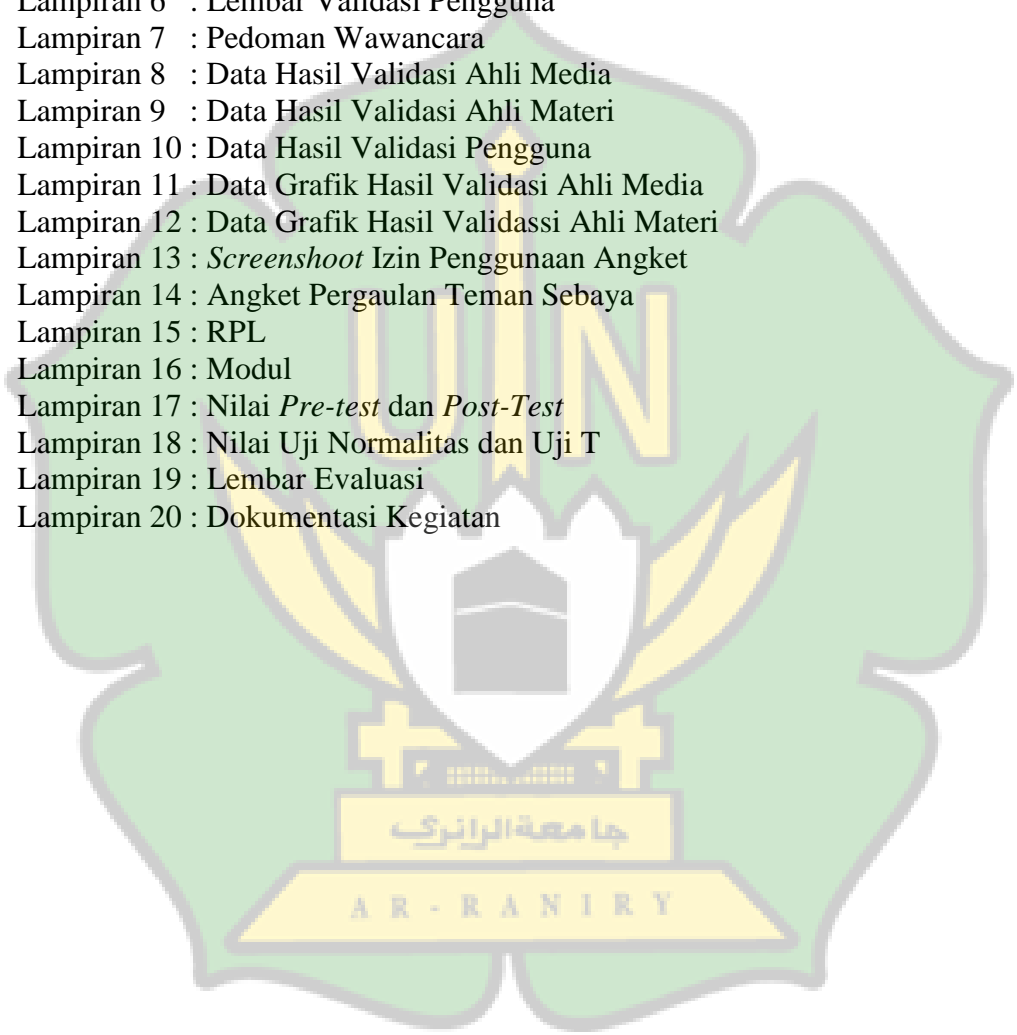 Lampiran 6 : Lembar Validasi Pengguna
Lampiran 7 : Pedoman Wawancara
Lampiran 8 : Data Hasil Validasi Ahli Media
Lampiran 9 : Data Hasil Validasi Ahli Materi
Lampiran 10 : Data Hasil Validasi Pengguna
Lampiran 11 : Data Grafik Hasil Validasi Ahli Media
Lampiran 12 : Data Grafik Hasil Validassi Ahli Materi
Lampiran 13 : Screenshoot Izin Penggunaan Angket
Lampiran 14 : Angket Pergaulan Teman Sebaya
Lampiran 15 : RPL
Lampiran 16 : Modul
Lampiran 17 : Nilai Pre-test dan Post-Test
Lampiran 18 : Nilai Uji Normalitas dan Uji T
Lampiran 19 : Lembar Evaluasi
Lampiran 20 : Dokumentasi Kegiatan
UIN
جامعة الرانري
AR-RANIRY